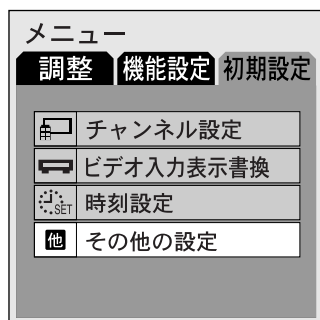 メニュー
調整 機能設定 初期設定
チャンネル設定
ビデオ入力表示書換
SET 時刻設定
他 その他の設定